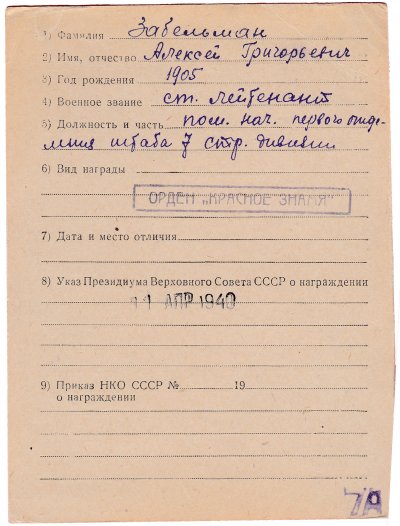 1) Фамилия Забельман
2) Имя, отчество Алексей Григорьевич
3) Год рождения 1905
4) Военное звание ст. лейтенант
5) Должность и часть пом. нач. первого отде-
ления штаба 7 стр. дивизии
6) Вид награды
ОРДЕН „КРАСНОЕ ЗНАМЯ"
7) Дата и место отличия
8) Указ Президиума Верховного Совета СССР о награждении
11 АПР 1940
9) Приказ НКО СССР № 19
о награждении